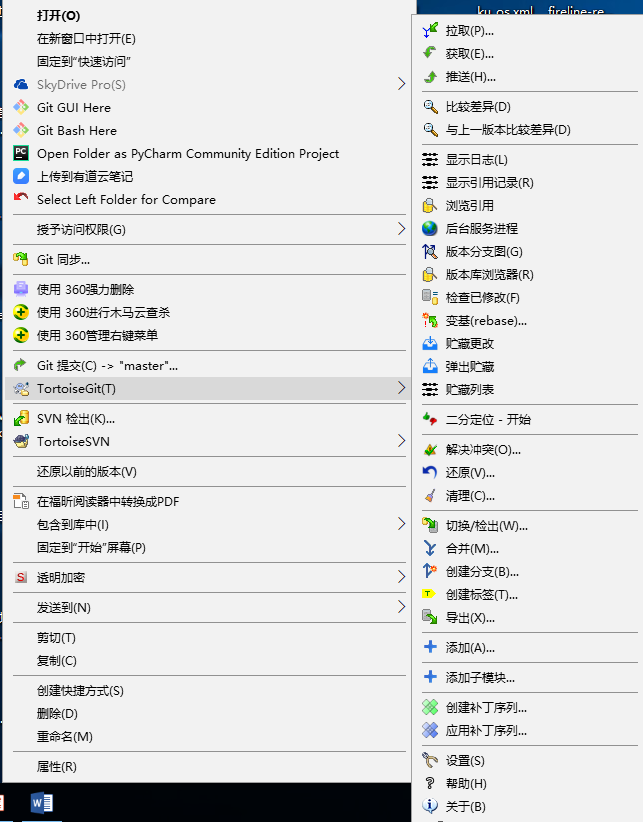 ku_os.xml fireline-re
打开(O)
在新窗口中打开(E)
固定到"快速访问"
SkyDrive Pro(S)
Git GUI Here
Git Bash Here
Open Folder as PyCharm Community Edition Project
上传到有道云笔记
Select Left Folder for Compare
授予访问权限(G)
Git 同步...
使用 360强力删除
使用 360进行木马云查杀
使用 360管理右键菜单
Git 提交(C) -> "master"...
TortoiseGit(T)
SVN 检出(K)...
TortoiseSVN
还原以前的版本(V)
在福昕阅读器中转换成PDF
包含到库中(I)
固定到"开始"屏幕(P)
透明加密
发送到(N)
剪切(T)
复制(C)
创建快捷方式(S)
删除(D)
重命名(M)
属性(R)
拉取(P)...
获取(E)...
推送(H)...
比较差异(D)
与上一版本比较差异(D)
显示日志(L)
显示引用记录(R)
浏览引用
后台服务进程
版本分支图(G)
版本库浏览器(R)
检查已修改(F)
变基(rebase)...
贮藏更改
弹出贮藏
贮藏列表
二分定位 - 开始
解决冲突(O)...
还原(V)...
清理(C)...
切换/检出(W)...
合并(M)...
创建分支(B)...
创建标签(T)...
导出(X)...
添加(A)...
添加子模块...
创建补丁序列...
应用补丁序列...
设置(S)
帮助(H)
关于(B)